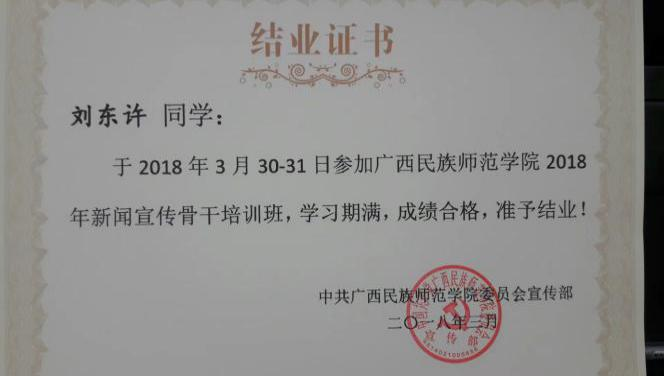 结业证书
刘东许 同学：
于 2018 年 3 月 30-31 日参加广西民族师范学院 2018
年新闻宣传骨干培训班，学习期满，成绩合格，准予结业！
中共广西民族师范学院委员会宣传部
二〇一八年三月
宣传部